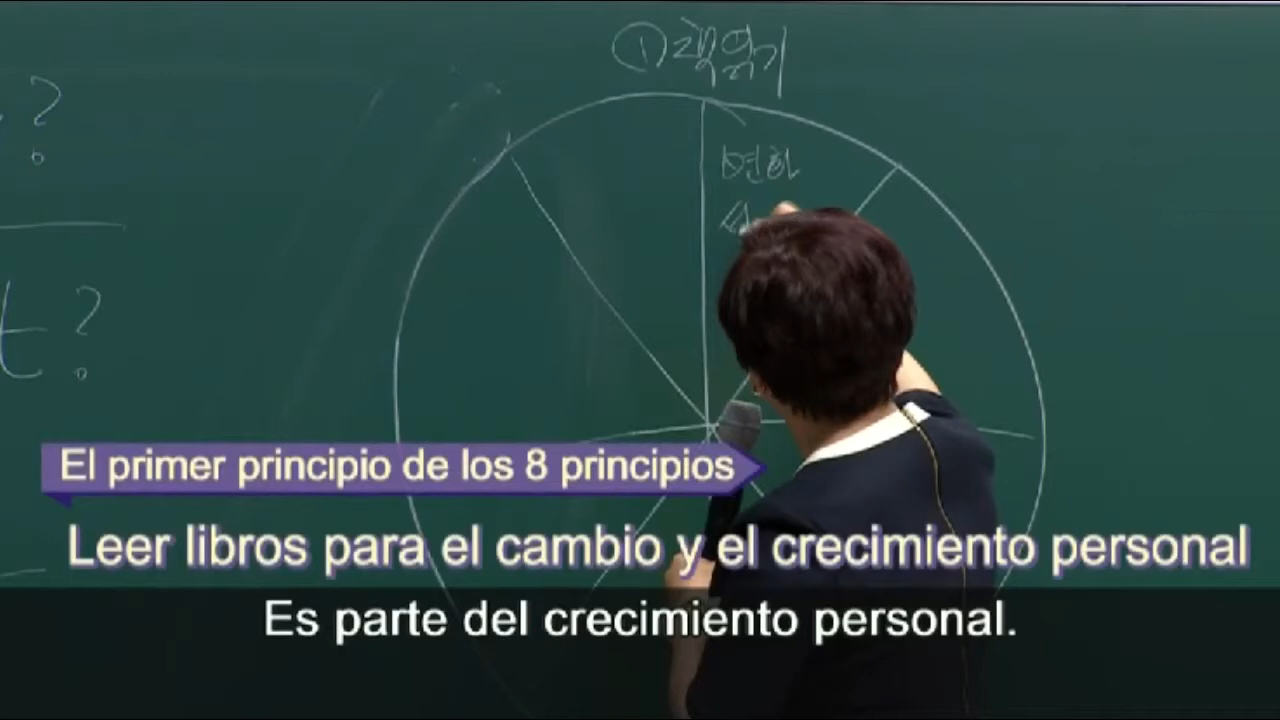 ① 책읽기
?
변화
t ?
El primer principio de los 8 principios
Leer libros para el cambio y el crecimiento personal
Es parte del crecimiento personal.